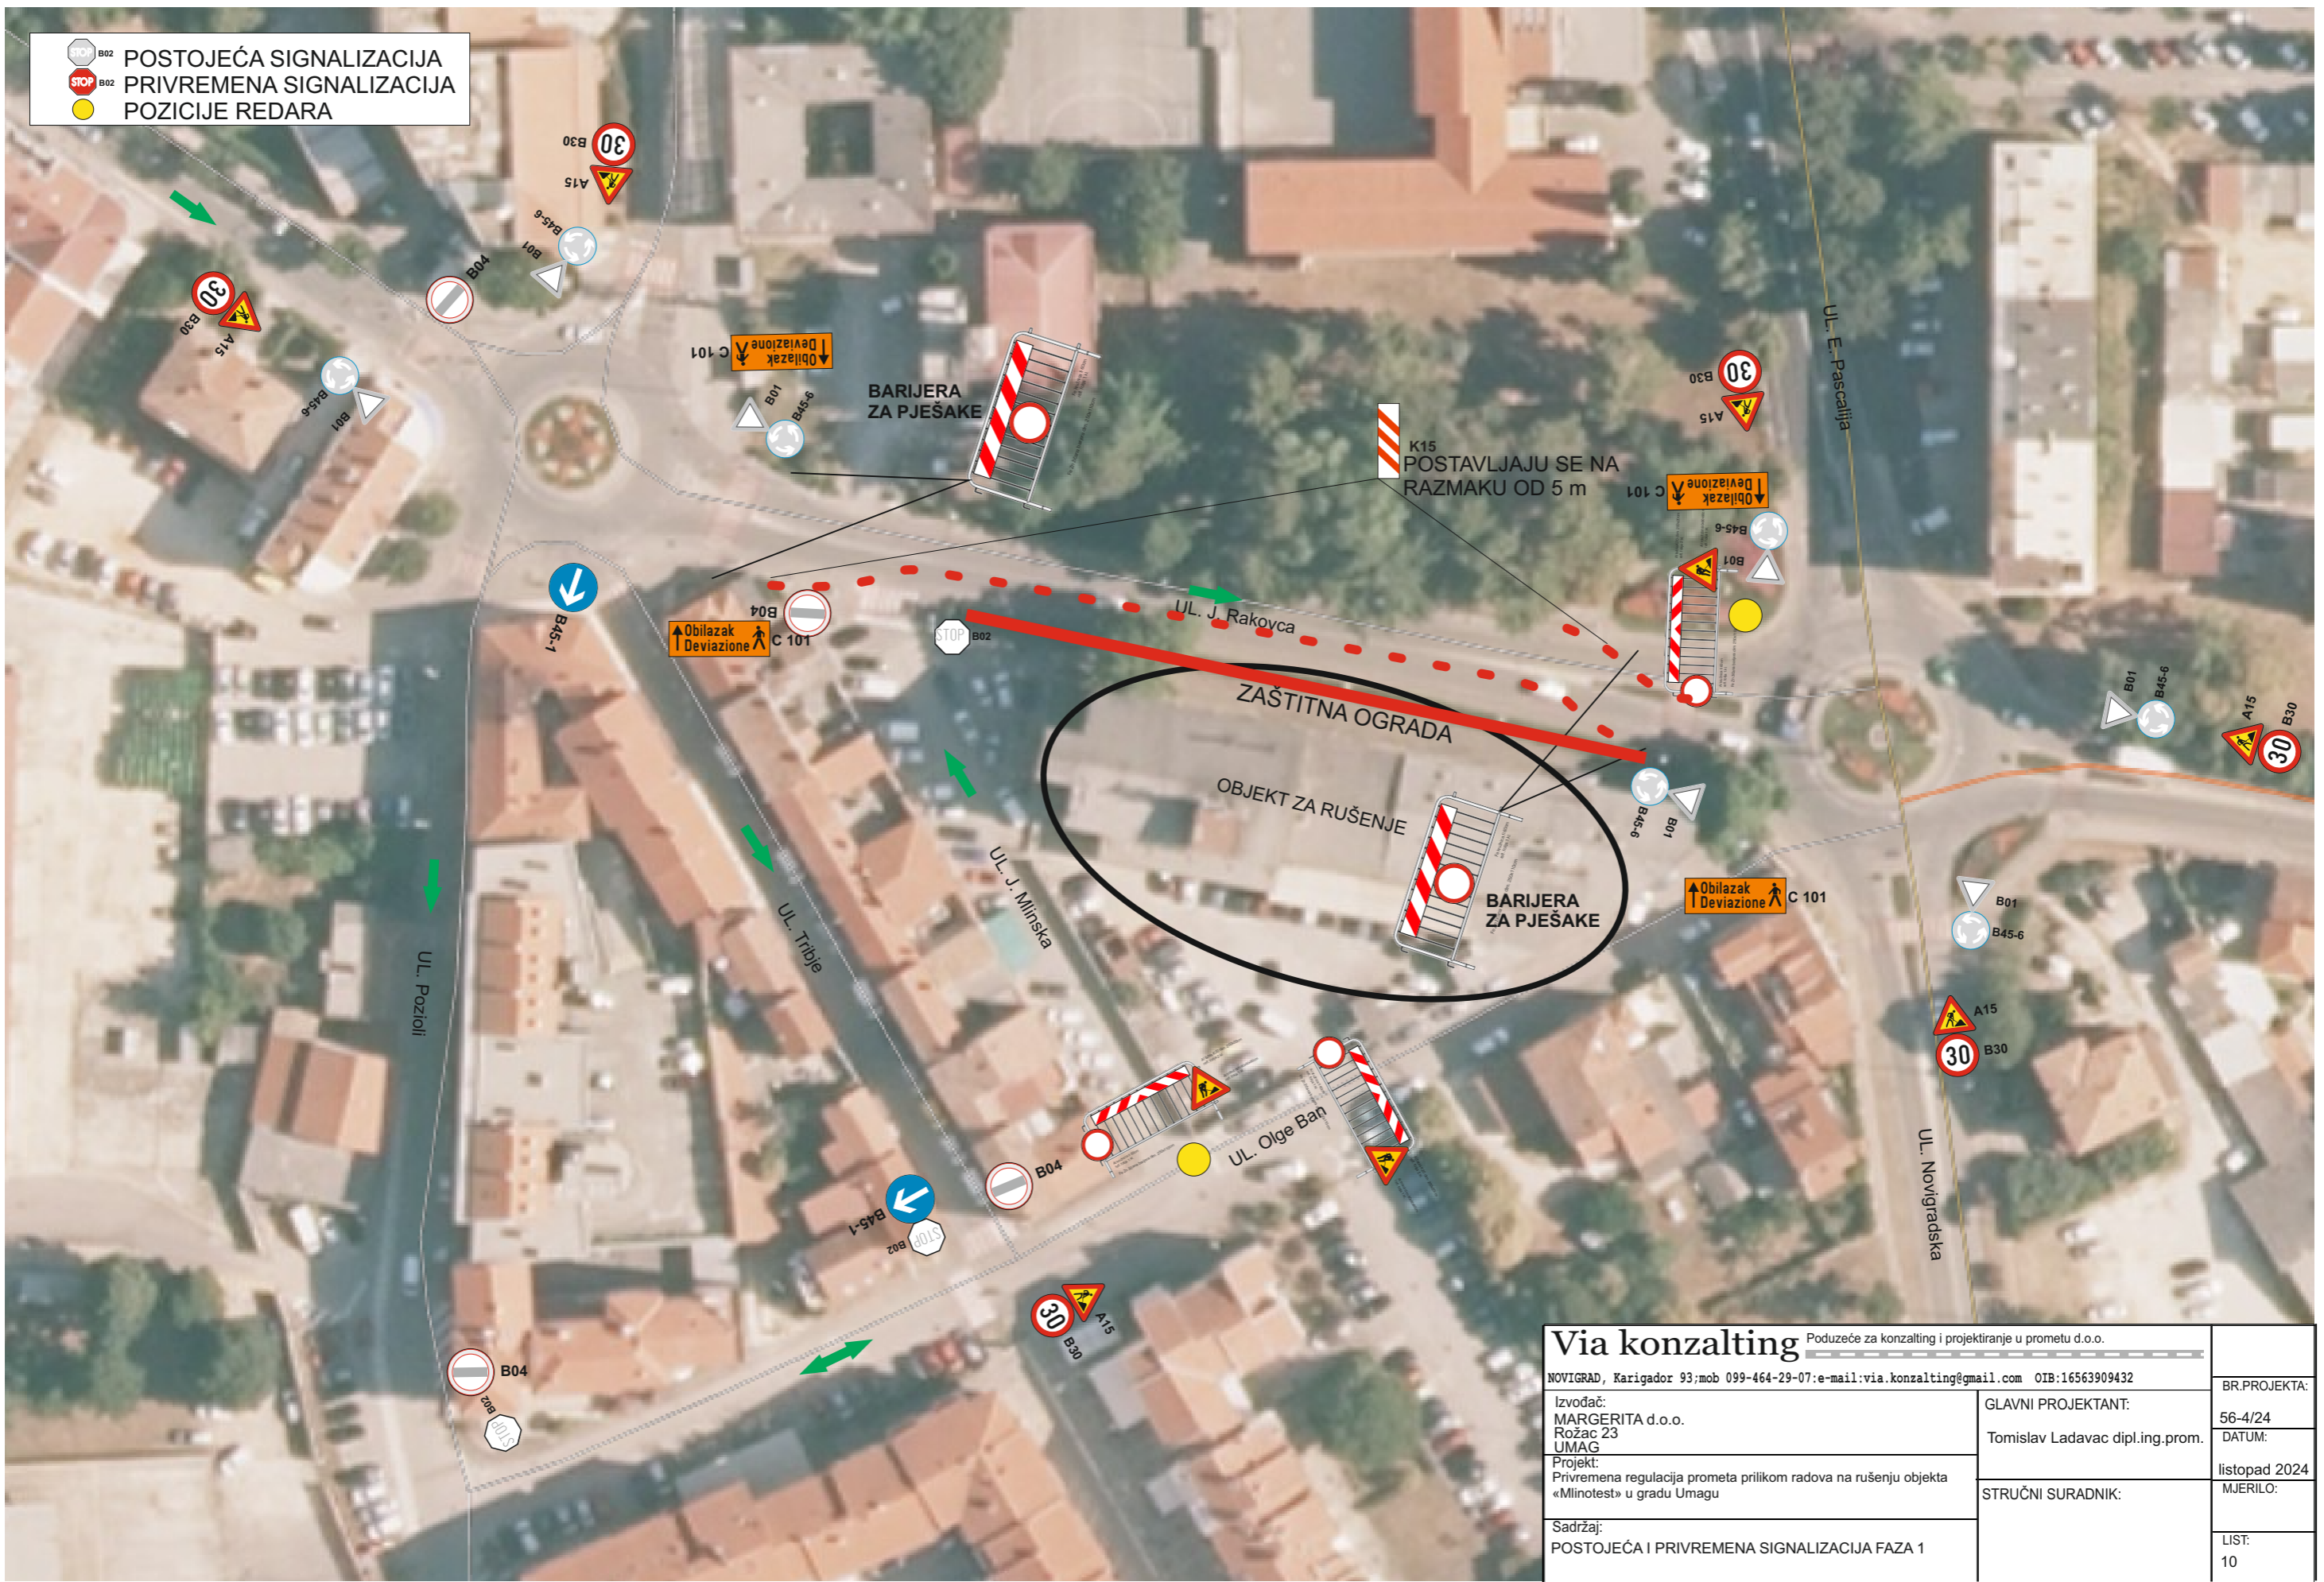 STOP B02 POSTOJEĆA SIGNALIZACIJA
STOP B02 PRIVREMENA SIGNALIZACIJA
POZICIJE REDARA
B30 30
A15
B45-6
B01
B04
30 B30
A15
B45-6
B01
C 101 Obilazak
Deviazione
B01
B45-6
BARIJERA
ZA PJEŠAKE
K15
POSTAVLJAJU SE NA
RAZMAKU OD 5 m
UL. E. Pascalija
B30 30
A15
C 101 Obilazak
Deviazione
B45-6
B01
B45-1
B04
Obilazak
Deviazione C 101
STOP B02
UL. J. Rakovca
ZAŠTITNA OGRADA
OBJEKT ZA RUŠENJE
BARIJERA
ZA PJEŠAKE
B45-6
B01
B01
B45-6
A15
B30
30
Obilazak
Deviazione C 101
B01
B45-6
A15
30 B30
UL. Pozioli
UL. Tribje
UL. J. Mlinska
UL. Olge Ban
UL. Novigradska
B04
B45-1
B02 STOP
30 B30
A15
B04
B02
STOP
Via konzalting Poduzeće za konzalting i projektiranje u prometu d.o.o.
NOVIGRAD, Karigador 93;mob 099-464-29-07:e-mail:via.konzalting@gmail.com OIB:16563909432
Izvođač:
MARGERITA d.o.o.
Rožac 23
UMAG
GLAVNI PROJEKTANT:
Tomislav Ladavac dipl.ing.prom.
BR.PROJEKTA:
56-4/24
DATUM:
listopad 2024
Projekt:
Privremena regulacija prometa prilikom radova na rušenju objekta
«Mlinotest» u gradu Umagu
STRUČNI SURADNIK:
MJERILO:
Sadržaj:
POSTOJEĆA I PRIVREMENA SIGNALIZACIJA FAZA 1
LIST:
10